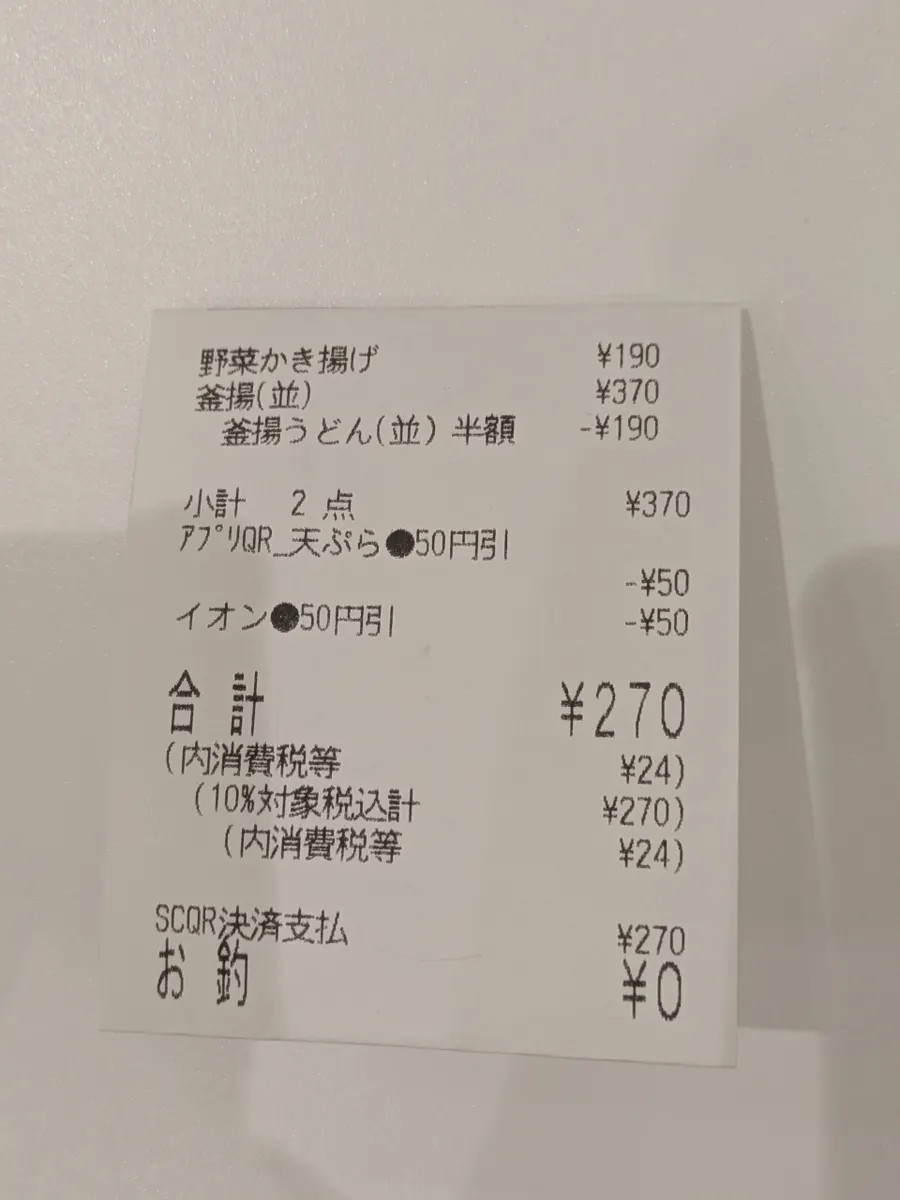 野菜かき揚げ ¥190
釜揚(並) ¥370
釜揚うどん(並) 半額 -¥190
小計 2 点 ¥370
ｱﾌﾟﾘQR_天ぷら●50円引
-¥50
イオン●50円引 -¥50
合 計 ¥270
(内消費税等 ¥24)
(10%対象税込計 ¥270)
(内消費税等 ¥24)
SCQR決済支払 ¥270
お 釣 ¥0